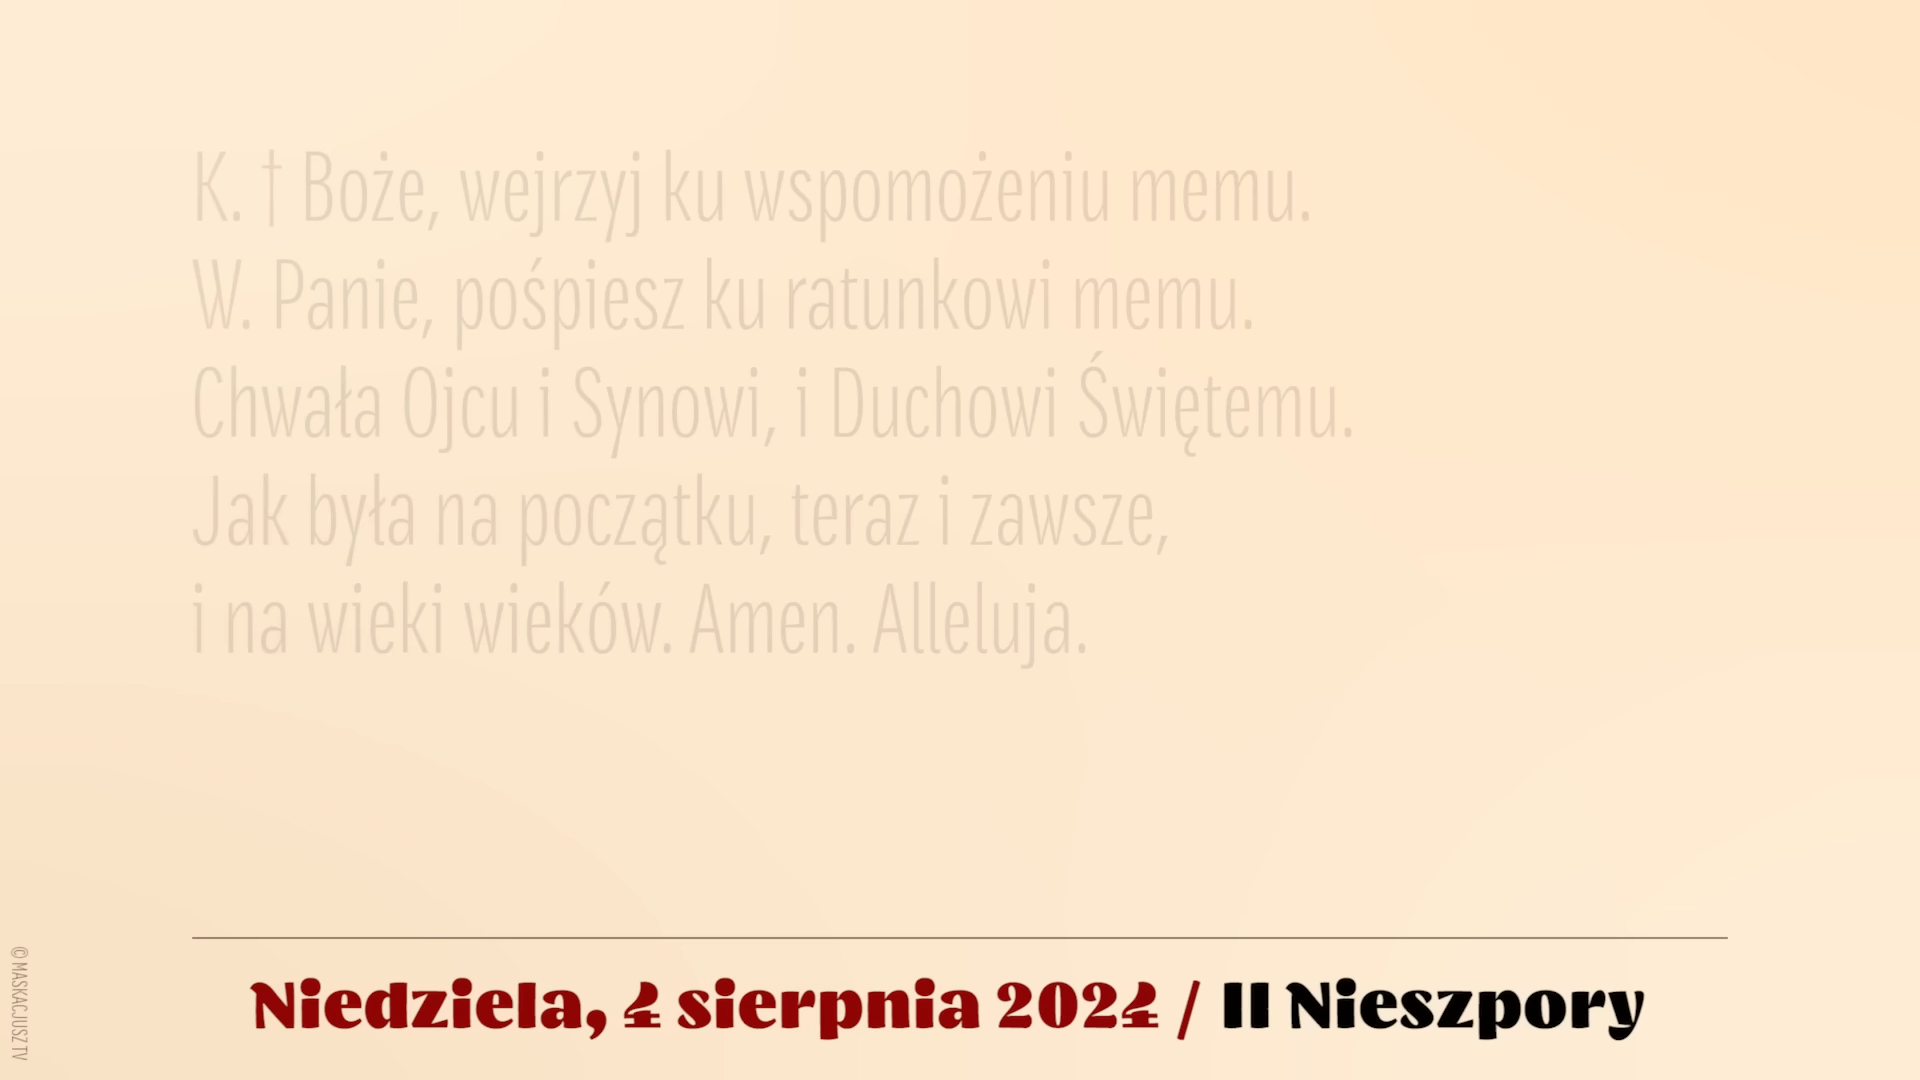 K. † Boże, wejrzyj ku wspomożeniu memu.
W. Panie, pośpiesz ku ratunkowi memu.
Chwała Ojcu i Synowi, i Duchowi Świętemu.
Jak była na początku, teraz i zawsze,
i na wieki wieków. Amen. Alleluja.
Niedziela, 4 sierpnia 2024 / II Nieszpory
© MASKACJUSZ TV